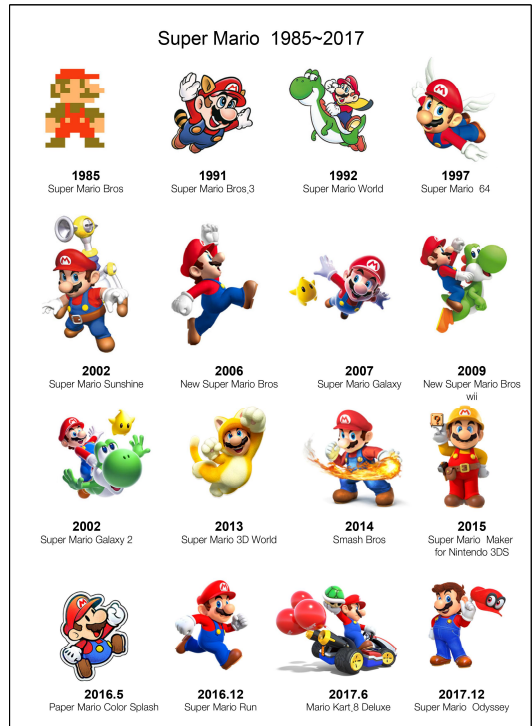 Super Mario 1985~2017
1985
Super Mario Bros
1991
Super Mario Bros.3
1992
Super Mario World
1997
Super Mario 64
2002
Super Mario Sunshine
2006
New Super Mario Bros
2007
Super Mario Galaxy
2009
New Super Mario Bros
wii
2002
Super Mario Galaxy 2
2013
Super Mario 3D World
2014
Smash Bros
2015
Super Mario Maker
for Nintendo 3DS
2016.5
Paper Mario Color Splash
2016.12
Super Mario Run
2017.6
Mario Kart.8 Deluxe
2017.12
Super Mario Odyssey